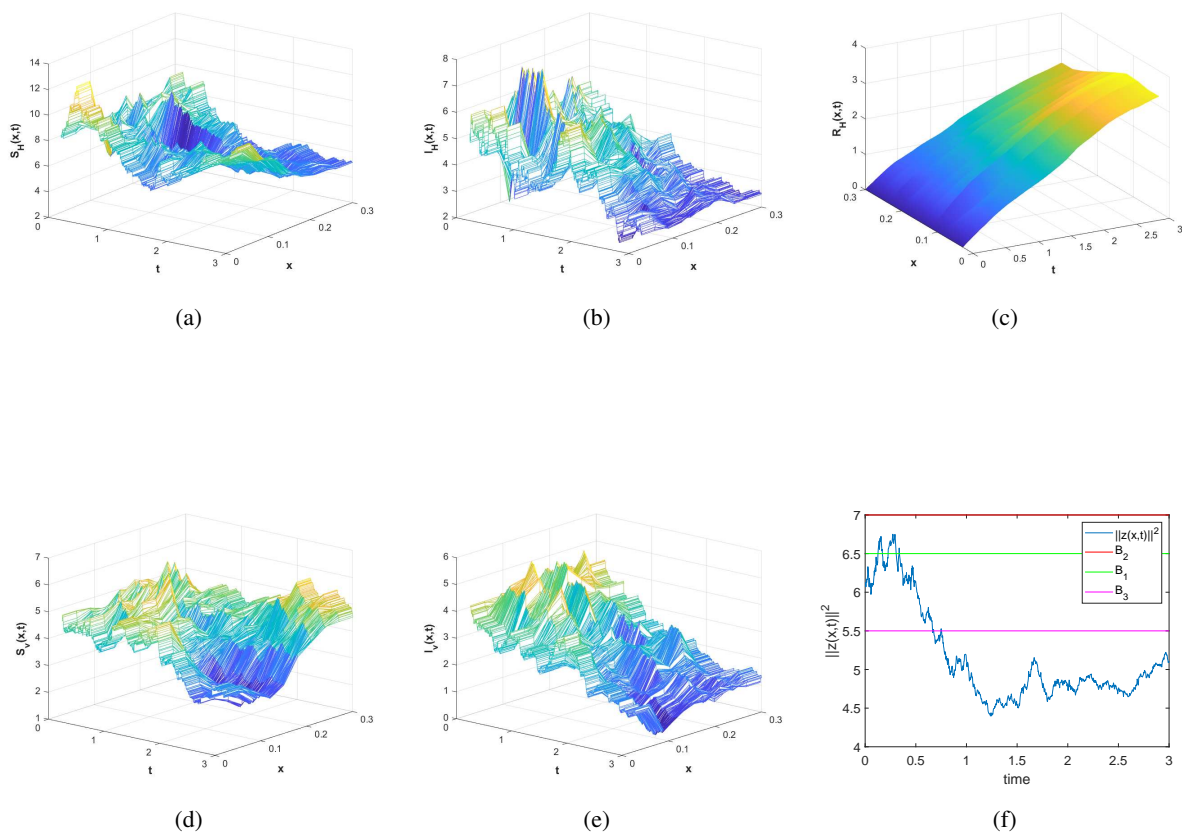 14
12
10
8
6
4
2
S_H(x,t)
0
1
2
3
t
0
0.1
0.2
0.3
x
(a)
8
7
6
5
4
3
2
I_H(x,t)
0
1
2
3
t
0
0.1
0.2
0.3
x
(b)
4
3
2
1
0
R_H(x,t)
0.3
0.2
0.1
0
x
0
0.5
1
1.5
2
2.5
3
t
(c)
7
6
5
4
3
2
1
S_v(x,t)
0
1
2
3
t
0
0.1
0.2
0.3
x
(d)
6
5
4
3
2
1
0
I_v(x,t)
0
1
2
3
t
0
0.1
0.2
0.3
x
(e)
7
6.5
6
5.5
5
4.5
4
||z(x,t)||^2
||z(x,t)||^2
B_2
B_1
B_3
0 0.5 1 1.5 2 2.5 3
time
(f)